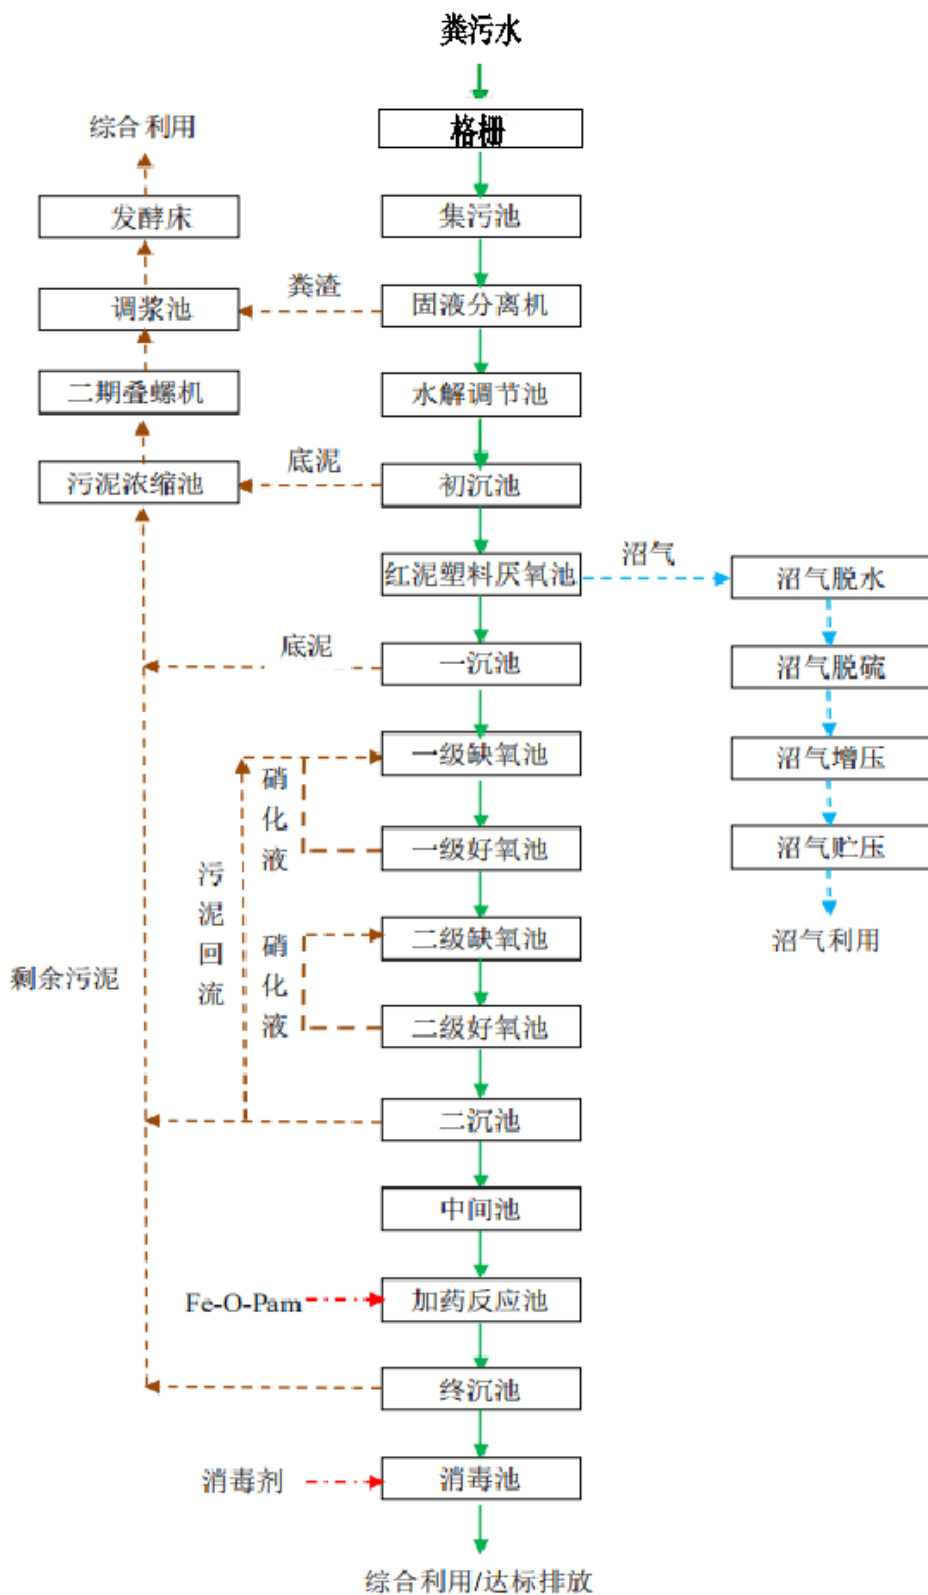 粪污水
格栅
综合利用
发酵床
集污池
粪渣
调浆池
固液分离机
二期叠螺机
水解调节池
底泥
污泥浓缩池
初沉池
沼气
红泥塑料厌氧池
沼气脱水
底泥
一沉池
沼气脱硫
一级缺氧池
沼气增压
硝化液
一级好氧池
沼气贮压
污泥回流
二级缺氧池
沼气利用
硝化液
剩余污泥
二级好氧池
二沉池
中间池
Fe-O-Pam
加药反应池
终沉池
消毒剂
消毒池
综合利用/达标排放